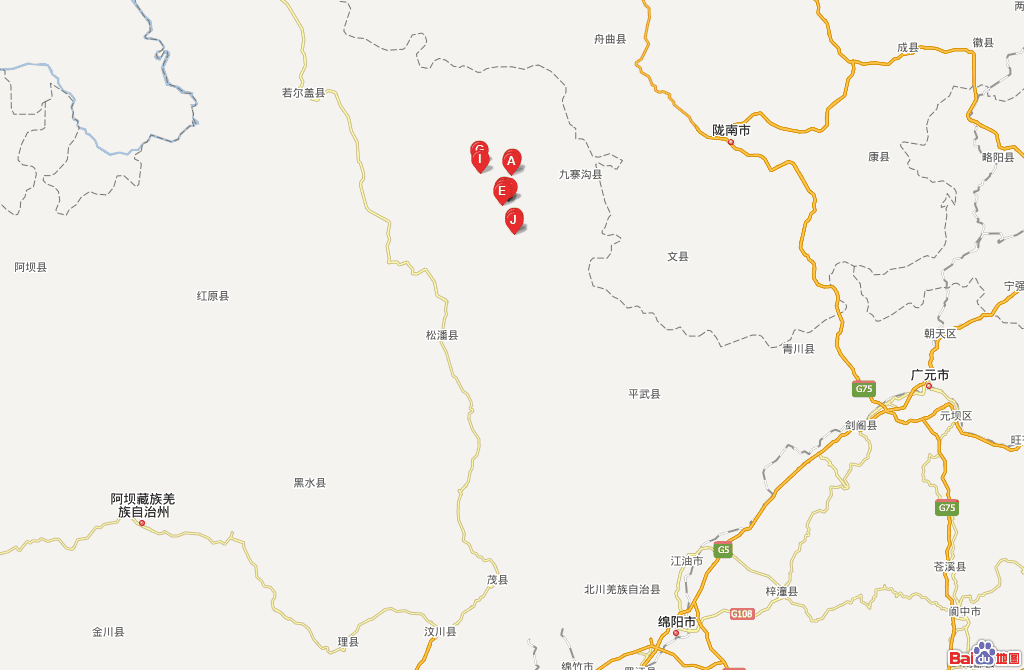 两
舟曲县
成县
徽县
若尔盖县
陇南市
康县
略阳县
G
I
A
九寨沟县
E
J
文县
阿坝县
红原县
宁强
松潘县
朝天区
青川县
广元市
G75
平武县
元坝区
剑阁县
旺
黑水县
阿坝藏族羌
族自治州
G75
G5
江油市
苍溪县
茂县
北川羌族自治县
梓潼县
G108
阆中市
绵阳市
金川县
汶川县
理县
绵竹市
Bai du 地图